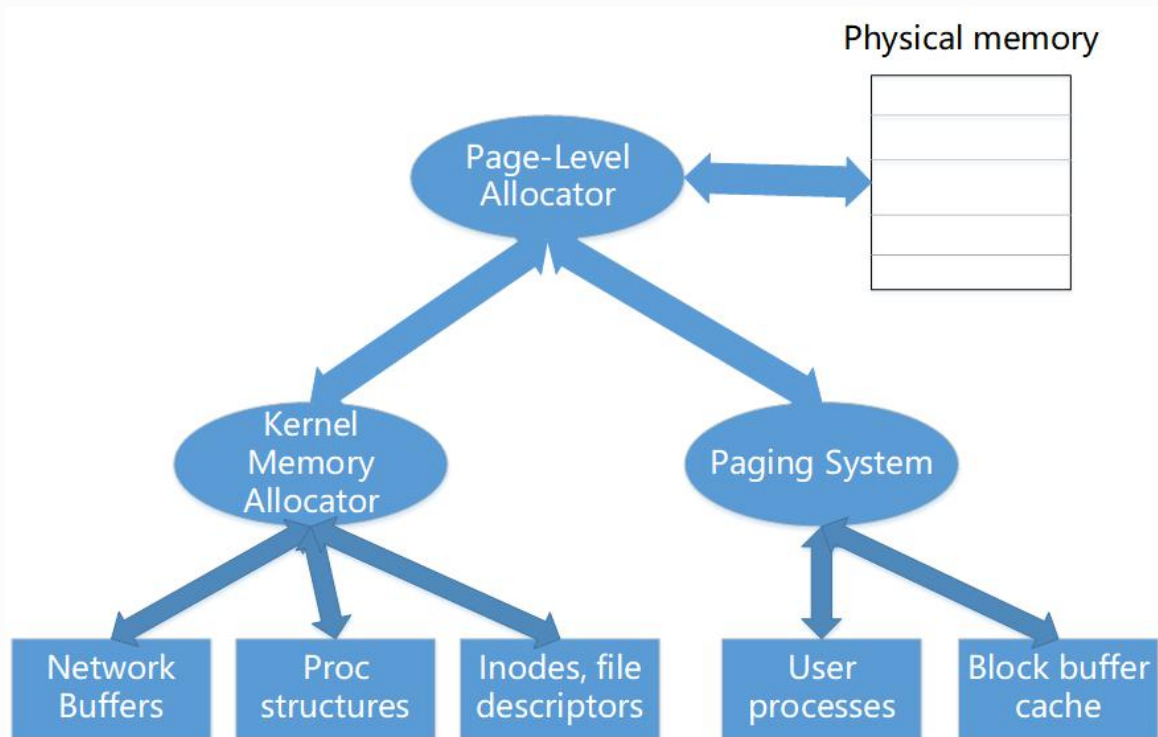 Physical memory
Page-Level
Allocator
Kernel
Memory
Allocator
Paging System
Network
Buffers
Proc
structures
Inodes, file
descriptors
User
processes
Block buffer
cache